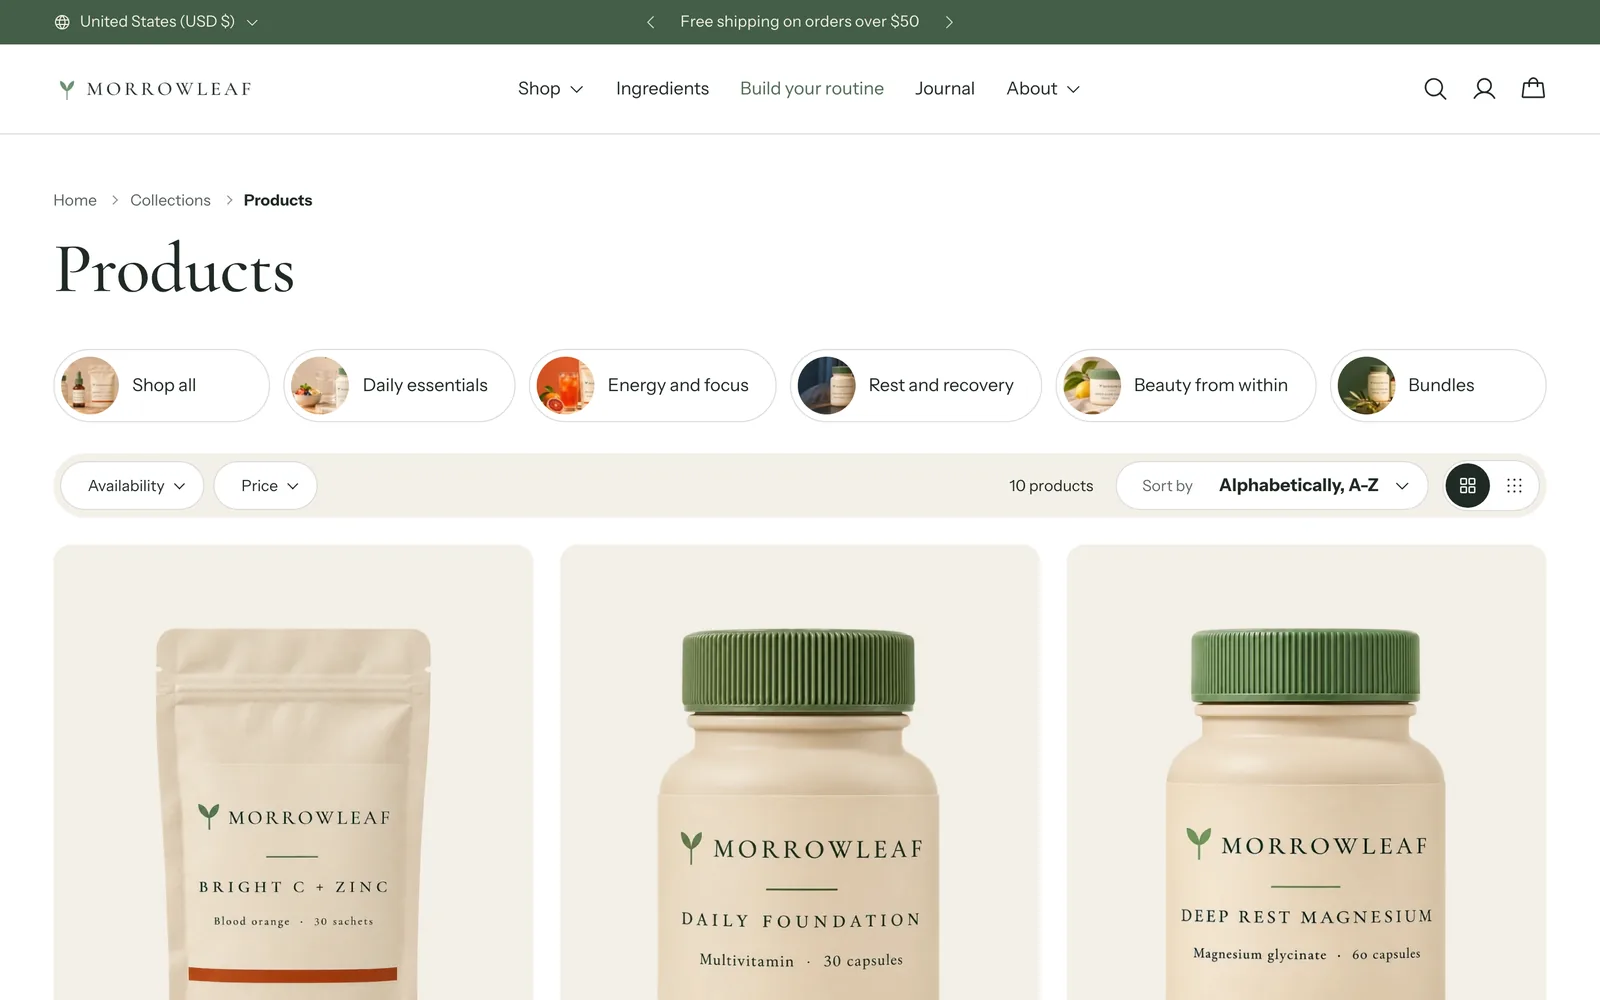 United States (USD $)
Free shipping on orders over $50
MORROWLEAF
Shop
Ingredients
Build your routine
Journal
About
Home
Collections
Products
Products
Shop all
Daily essentials
Energy and focus
Rest and recovery
Beauty from within
Bundles
Availability
Price
10 products
Sort by
Alphabetically, A-Z
MORROWLEAF
BRIGHT C + ZINC
Blood orange · 30 sachets
MORROWLEAF
DAILY FOUNDATION
Multivitamin · 30 capsules
MORROWLEAF
DEEP REST MAGNESIUM
Magnesium glycinate · 60 capsules